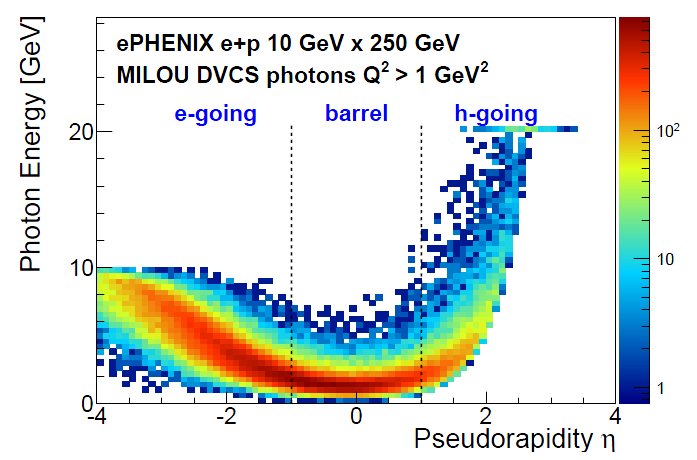 ePHENIX e+p 10 GeV x 250 GeV
MILOU DVCS photons Q² > 1 GeV²
e-going barrel h-going
Photon Energy [GeV]
20
10
0
-4 -2 0 2 4
Pseudorapidity η
10²
10
1